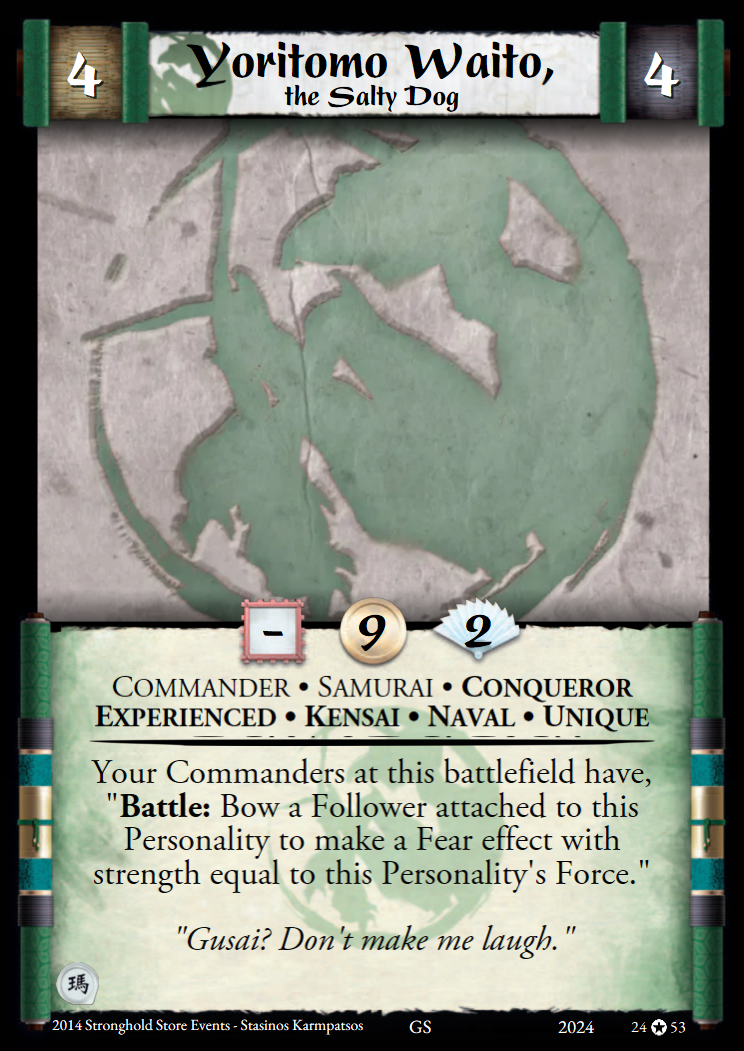 4
Yoritomo Waito,
4
the Salty Dog
-
9
2
COMMANDER • SAMURAI • CONQUEROR
EXPERIENCED • KENSAI • NAVAL • UNIQUE
Your Commanders at this battlefield have,
"Battle: Bow a Follower attached to this
Personality to make a Fear effect with
strength equal to this Personality's Force."
"Gusai? Don't make me laugh."
瑪
2014 Stronghold Store Events - Stasinos Karmpatsos
GS
2024
24 ✪ 53